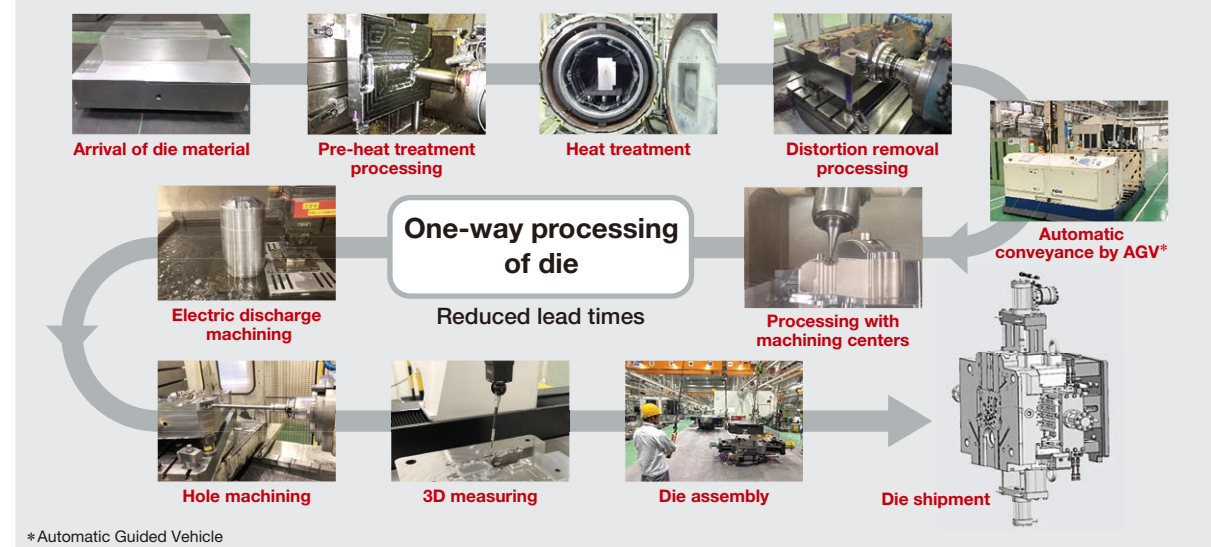 Arrival of die material
Pre-heat treatment
processing
Heat treatment
Distortion removal
processing
Automatic
conveyance by AGV*
Processing with
machining centers
One-way processing
of die
Reduced lead times
Electric discharge
machining
Hole machining
3D measuring
Die assembly
Die shipment
*Automatic Guided Vehicle